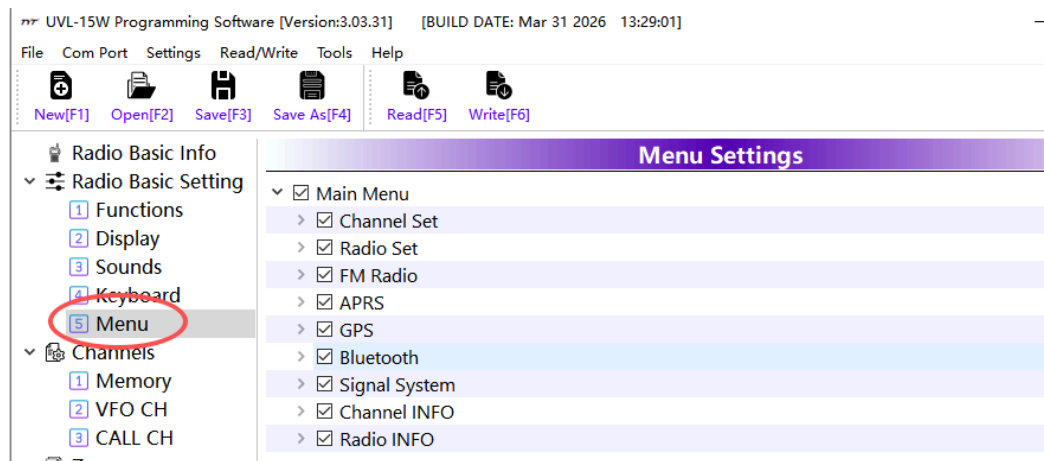 UVL-15W Programming Software [Version:3.03.31] [BUILD DATE: Mar 31 2026 13:29:01]
File Com Port Settings Read/Write Tools Help
New[F1] Open[F2] Save[F3] Save As[F4] Read[F5] Write[F6]
Radio Basic Info
Radio Basic Setting
1 Functions
2 Display
3 Sounds
4 Keyboard
5 Menu
Channels
1 Memory
2 VFO CH
3 CALL CH
Menu Settings
Main Menu
Channel Set
Radio Set
FM Radio
APRS
GPS
Bluetooth
Signal System
Channel INFO
Radio INFO